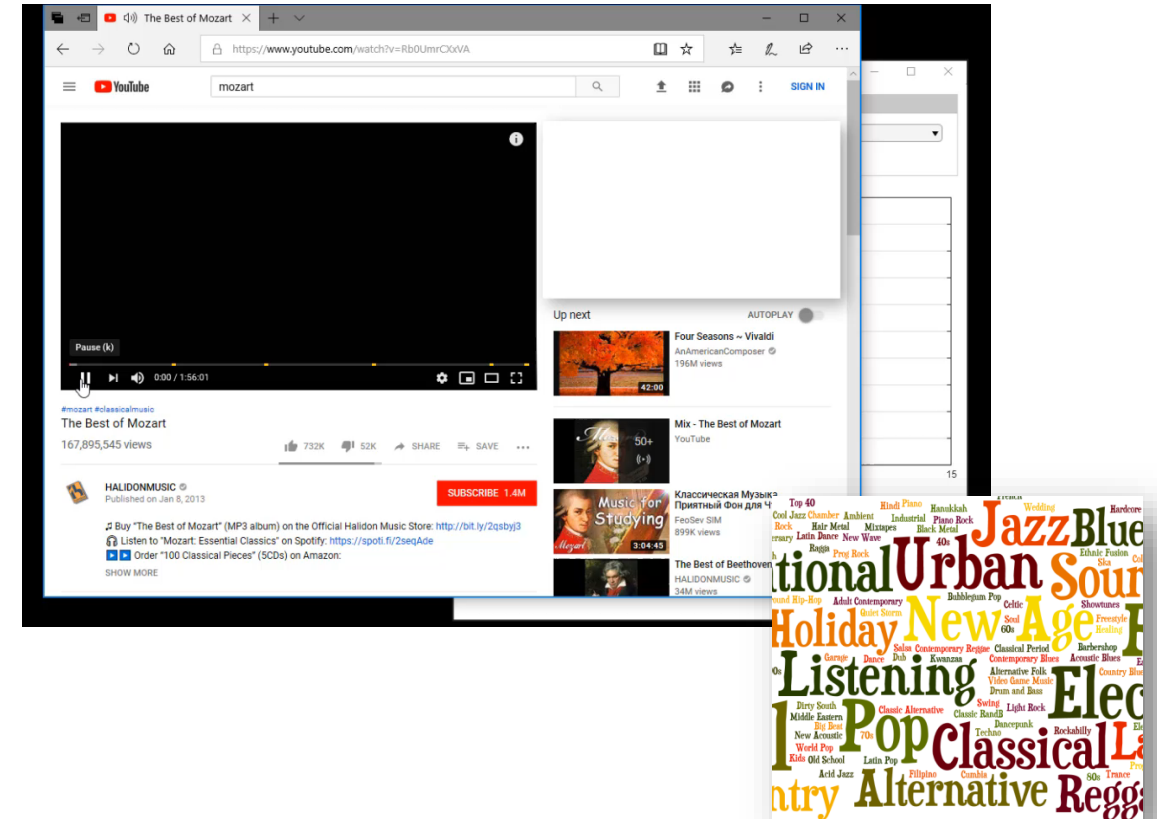 The Best of Mozart
https://www.youtube.com/watch?v=Rb0UmrCXxVA
YouTube
mozart
SIGN IN
Pause (k)
0:00 / 1:56:01
#mozart #classicalmusic
The Best of Mozart
167,895,545 views
732K
52K
SHARE
SAVE
HALIDONMUSIC
Published on Jan 8, 2013
SUBSCRIBE 1.4M
Buy "The Best of Mozart" (MP3 album) on the Official Halidon Music Store: http://bit.ly/2qsbyj3
Listen to "Mozart: Essential Classics" on Spotify: https://spoti.fi/2seqAde
Order "100 Classical Pieces" (5CDs) on Amazon:
SHOW MORE
Up next
AUTOPLAY
42:00
Four Seasons ~ Vivaldi
AnAmericanComposer
196M views
50+
Mix - The Best of Mozart
YouTube
Music for
Studying
Mozart
3:04:45
Классическая Музыка
Приятный Фон для Ч
FeoSev SIM
899K views
The Best of Beethoven
HALIDONMUSIC
34M views
15
Top 40
Hindi
Piano
Hanukkah
Wedding
Hardcore
Cool Jazz
Chamber
Ambient
Industrial
Piano Rock
Jazz
Blue
Rock
Hair Metal
Mixtapes
Black Metal
40s
Latin Dance
New Wave
Ragga
Prog Rock
Ethnic Fusion
Ska
tional
Urban
Soun
Hip-Hop
Adult Contemporary
Bubblegum Pop
Celtic
Showtunes
Quiet Storm
Soul
Freestyle
60s
Healing
Holiday
New Age
Salsa
Contemporary Reggae
Classical Period
Barbershop
Garage
Dance
Dub
Kwanzaa
Contemporary Blues
Acoustic Blues
Alternative Folk
Country Blue
Video Game Music
Drum and Bass
Listening
Elec
Dirty South
Classic Alternative
Swing
Light Rock
Middle Eastern
Classic RandB
Big Beat
Dancepunk
New Acoustic
70s
Techno
Rockabilly
World Pop
Pop
Classical
La
Kids
Old School
Latin Pop
Acid Jazz
Filipino
Cumbia
80s
Trance
ntry
Alternative
Regga